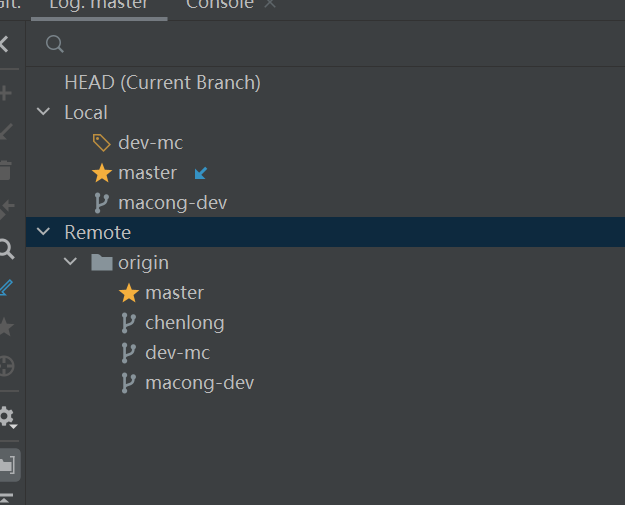 Git: Log: master Console
HEAD (Current Branch)
Local
dev-mc
master
macong-dev
Remote
origin
master
chenlong
dev-mc
macong-dev